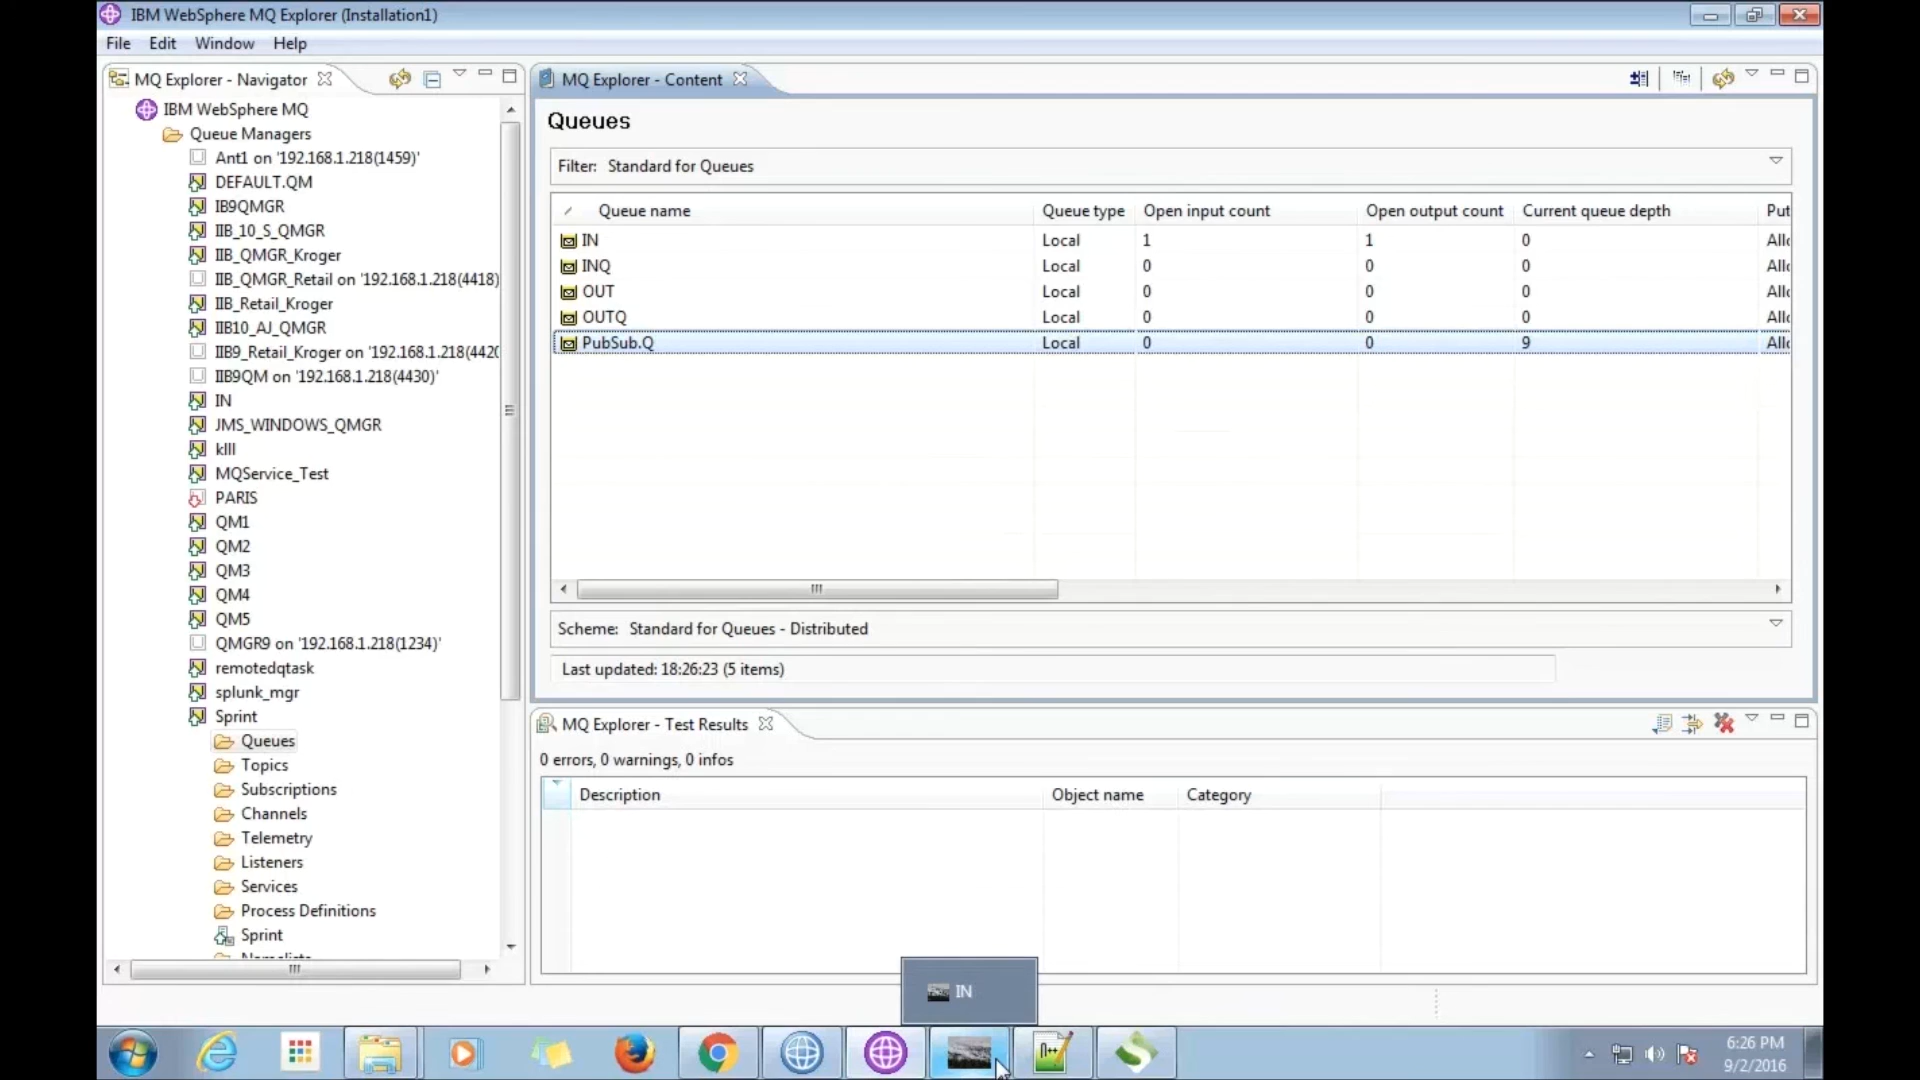 IBM WebSphere MQ Explorer (Installation1)
File Edit Window Help
MQ Explorer - Navigator
IBM WebSphere MQ
Queue Managers
Ant1 on '192.168.1.218(1459)'
DEFAULT.QM
IB9QMGR
IIB_10_S_QMGR
IIB_QMGR_Kroger
IIB_QMGR_Retail on '192.168.1.218(4418)
IIB_Retail_Kroger
IIB10_AJ_QMGR
IIB9_Retail_Kroger on '192.168.1.218(442(
IIB9QM on '192.168.1.218(4430)'
IN
JMS_WINDOWS_QMGR
klll
MQService_Test
PARIS
QM1
QM2
QM3
QM4
QM5
QMGR9 on '192.168.1.218(1234)'
remotedqtask
splunk_mgr
Sprint
Queues
Topics
Subscriptions
Channels
Telemetry
Listeners
Services
Process Definitions
Sprint
MQ Explorer - Content
Queues
Filter: Standard for Queues
Queue name Queue type Open input count Open output count Current queue depth Put
IN Local 1 1 0 All
INQ Local 0 0 0 All
OUT Local 0 0 0 All
OUTQ Local 0 0 0 All
PubSub.Q Local 0 0 9 All
Scheme: Standard for Queues - Distributed
Last updated: 18:26:23 (5 items)
MQ Explorer - Test Results
0 errors, 0 warnings, 0 infos
Description Object name Category
IN
6:26 PM
9/2/2016